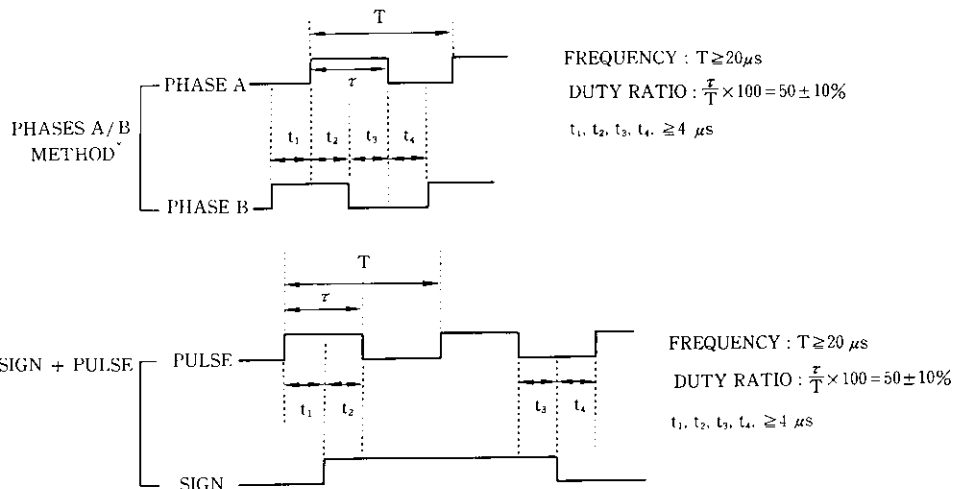 T
τ
PHASE A
FREQUENCY : T ≧ 20μs
DUTY RATIO : τ/T × 100 = 50 ± 10%
t₁, t₂, t₃, t₄. ≧ 4 μs
PHASES A/B
METHOD
t₁ t₂ t₃ t₄
PHASE B
T
τ
SIGN + PULSE
PULSE
FREQUENCY : T ≧ 20 μs
DUTY RATIO : τ/T × 100 = 50 ± 10%
t₁, t₂, t₃, t₄. ≧ 4 μs
t₁ t₂ t₃ t₄
SIGN